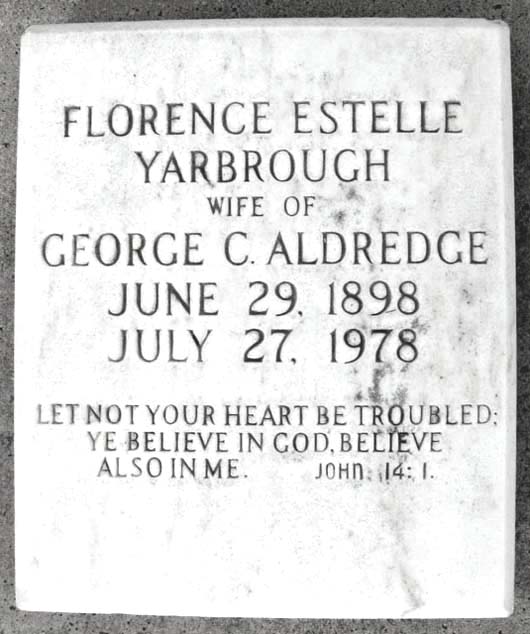 FLORENCE ESTELLE
YARBROUGH
WIFE OF
GEORGE C. ALDREDGE
JUNE 29, 1898
JULY 27, 1978
LET NOT YOUR HEART BE TROUBLED;
YE BELIEVE IN GOD, BELIEVE
ALSO IN ME. JOHN. 14: 1.